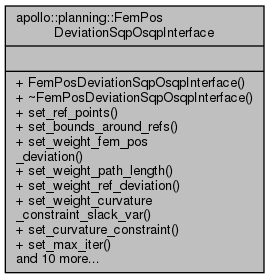 apollo::planning::FemPos
DeviationSqpOsqpInterface
+ FemPosDeviationSqpOsqpInterface()
+ ~FemPosDeviationSqpOsqpInterface()
+ set_ref_points()
+ set_bounds_around_refs()
+ set_weight_fem_pos
_deviation()
+ set_weight_path_length()
+ set_weight_ref_deviation()
+ set_weight_curvature
_constraint_slack_var()
+ set_curvature_constraint()
+ set_max_iter()
and 10 more...